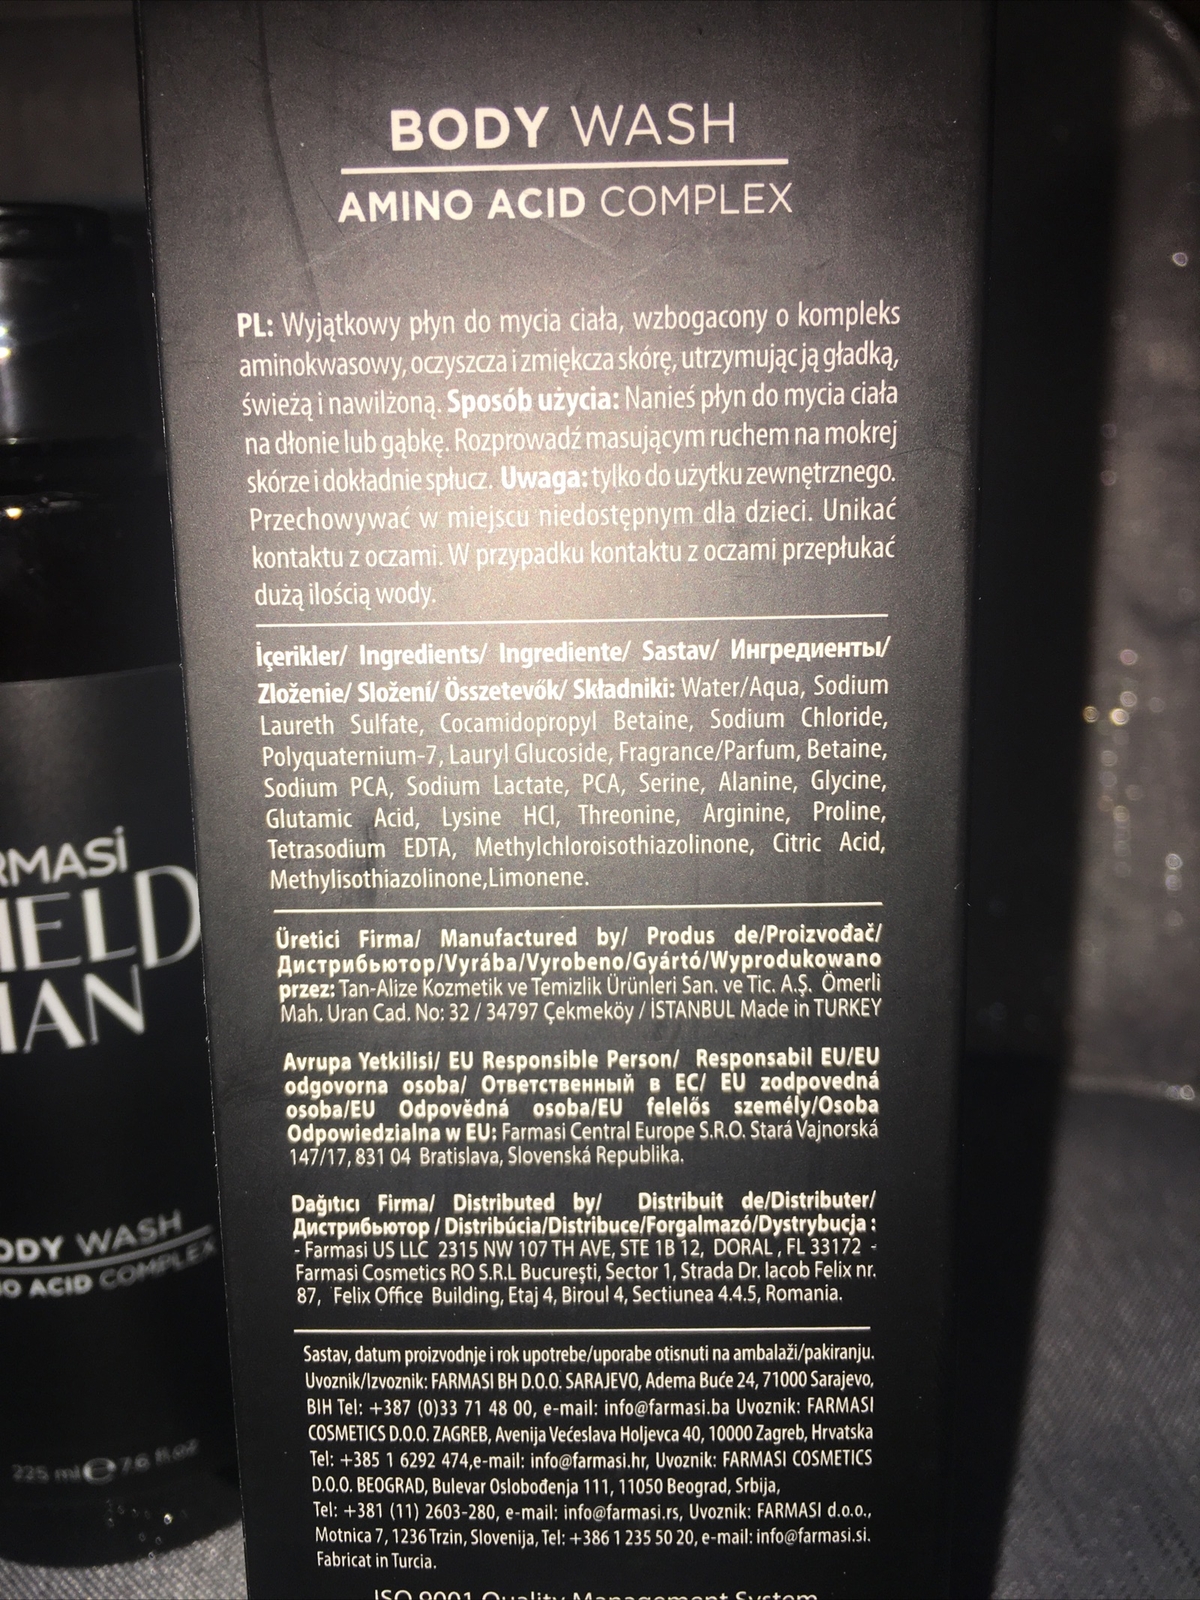 BODY WASH
AMINO ACID COMPLEX
PL: Wyjątkowy płyn do mycia ciała, wzbogacony o kompleks
aminokwasowy, oczyszcza i zmiękcza skórę, utrzymując ją gładką,
świeżą i nawilżoną. Sposób użycia: Nanieś płyn do mycia ciała
na dłonie lub gąbkę. Rozprowadź masującym ruchem na mokrej
skórze i dokładnie spłucz. Uwaga: tylko do użytku zewnętrznego.
Przechowywać w miejscu niedostępnym dla dzieci. Unikać
kontaktu z oczami. W przypadku kontaktu z oczami przepłukać
dużą ilością wody.
İçerikler/ Ingredients/ Ingrediente/ Sastav/ Ингредиенты/
Zloženie/ Složení/ Összetevők/ Składniki: Water/Aqua, Sodium
Laureth Sulfate, Cocamidopropyl Betaine, Sodium Chloride,
Polyquaternium-7, Lauryl Glucoside, Fragrance/Parfum, Betaine,
Sodium PCA, Sodium Lactate, PCA, Serine, Alanine, Glycine,
Glutamic Acid, Lysine HCl, Threonine, Arginine, Proline,
Tetrasodium EDTA, Methylchloroisothiazolinone, Citric Acid,
Methylisothiazolinone,Limonene.
Üretici Firma/ Manufactured by/ Produs de/Proizvođač/
Дистрибьютор/Vyrába/Vyrobeno/Gyártó/Wyprodukowano
przez: Tan-Alize Kozmetik ve Temizlik Ürünleri San. ve Tic. A.Ş. Ömerli
Mah. Uran Cad. No: 32 / 34797 Çekmeköy / İSTANBUL Made in TURKEY
Avrupa Yetkilisi/ EU Responsible Person/ Responsabil EU/EU
odgovorna osoba/ Ответственный в ЕС/ EU zodpovedná
osoba/EU Odpovědná osoba/EU felelős személy/Osoba
Odpowiedzialna w EU: Farmasi Central Europe S.R.O. Stará Vajnorská
147/17, 831 04 Bratislava, Slovenská Republika.
Dağıtıcı Firma/ Distributed by/ Distribuit de/Distributer/
Дистрибьютор / Distribúcia/Distribuce/Forgalmazó/Dystrybucja :
- Farmasi US LLC 2315 NW 107 TH AVE, STE 1B 12, DORAL , FL 33172 -
Farmasi Cosmetics RO S.R.L Bucureşti, Sector 1, Strada Dr. Iacob Felix nr.
87, Felix Office Building, Etaj 4, Biroul 4, Sectiunea 4.4.5, Romania.
Sastav, datum proizvodnje i rok upotrebe/uporabe otisnuti na ambalaži/pakiranju.
Uvoznik/Izvoznik: FARMASI BH D.O.O. SARAJEVO, Adema Buće 24, 71000 Sarajevo,
BIH Tel: +387 (0)33 71 48 00, e-mail: info@farmasi.ba Uvoznik: FARMASI
COSMETICS D.O.O. ZAGREB, Avenija Većeslava Holjevca 40, 10000 Zagreb, Hrvatska
Tel: +385 1 6292 474,e-mail: info@farmasi.hr, Uvoznik: FARMASI COSMETICS
D.O.O. BEOGRAD, Bulevar Oslobođenja 111, 11050 Beograd, Srbija,
Tel: +381 (11) 2603-280, e-mail: info@farmasi.rs, Uvoznik: FARMASI d.o.o.,
Motnica 7, 1236 Trzin, Slovenija, Tel: +386 1 235 50 20, e-mail: info@farmasi.si.
Fabricat in Turcia.
ISO 9001 Quality Management System
RMASİ
IELD
IAN
ODY WASH
NO ACID COMPLEX
225 ml e 7.6 fl.oz